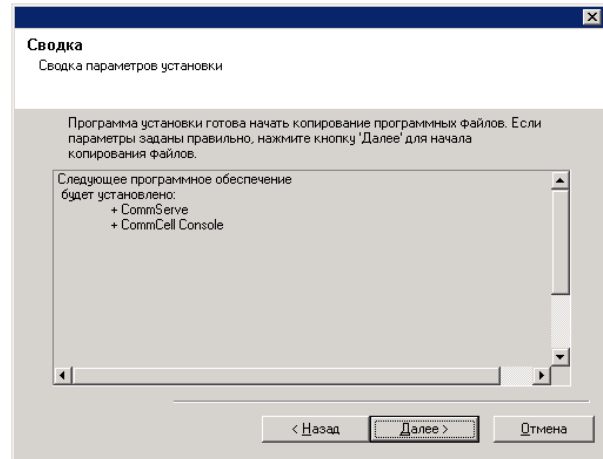 Сводка
Сводка параметров установки
Программа установки готова начать копирование программных файлов. Если
параметры заданы правильно, нажмите кнопку 'Далее' для начала
копирования файлов.
Следующее программное обеспечение
будет установлено:
+ CommServe
+ CommCell Console
< Назад
Далее >
Отмена